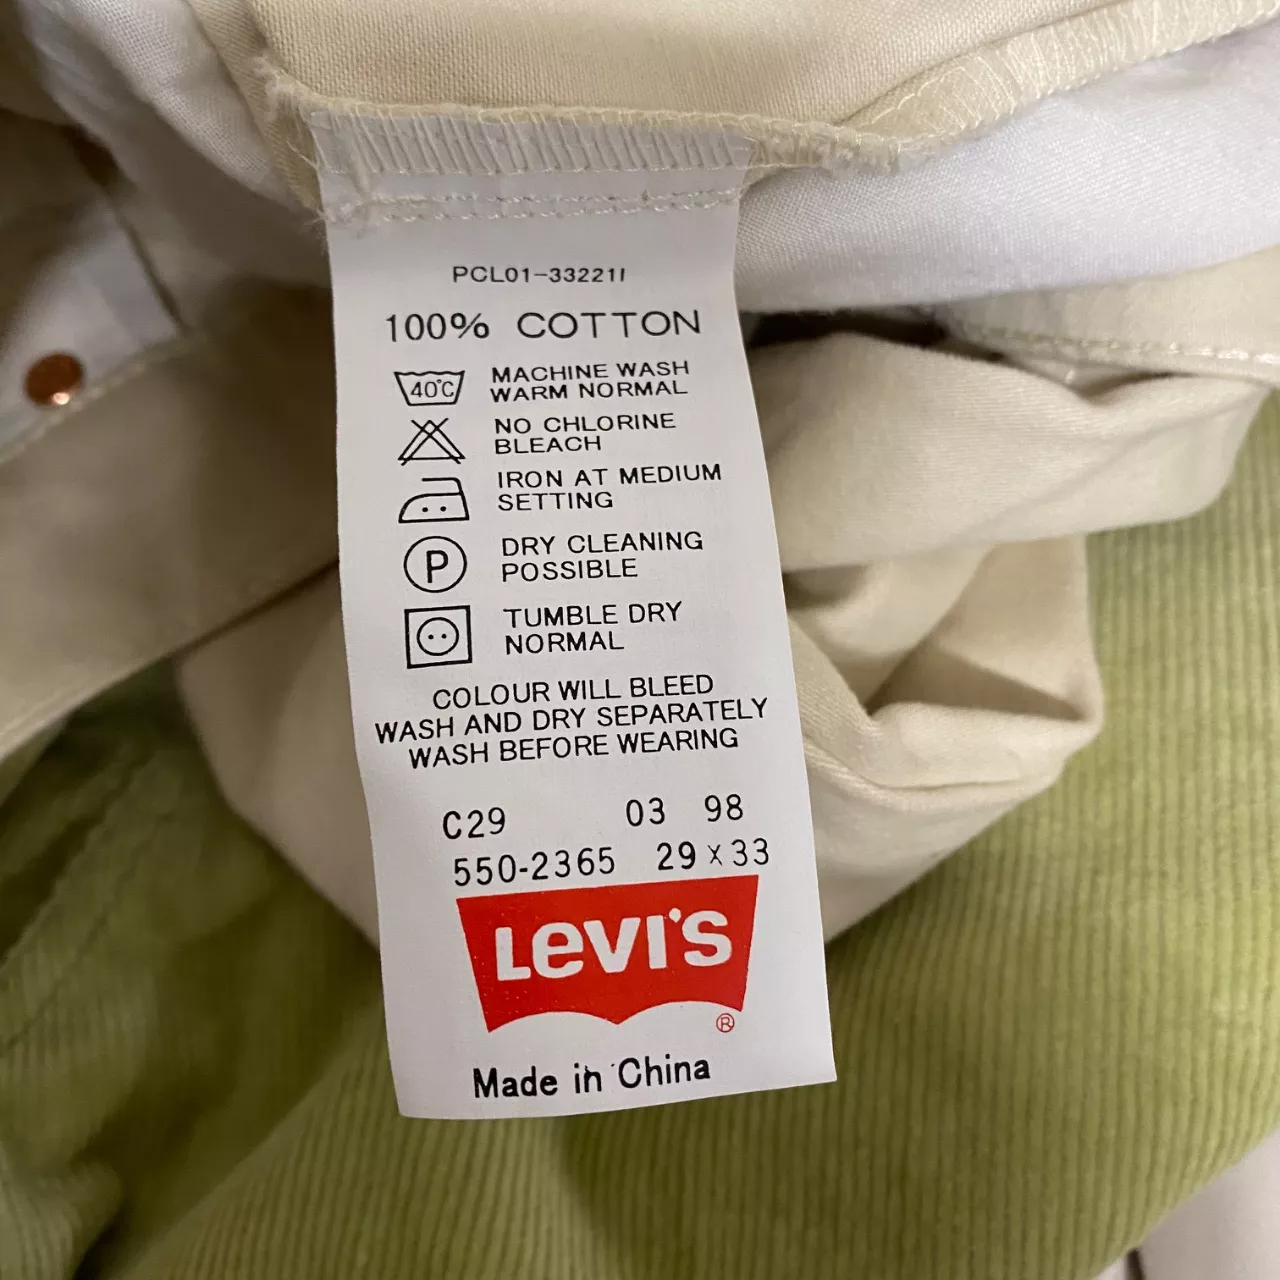 PCL01-33221I
100% COTTON
40°C MACHINE WASH
WARM NORMAL
NO CHLORINE
BLEACH
IRON AT MEDIUM
SETTING
P DRY CLEANING
POSSIBLE
TUMBLE DRY
NORMAL
COLOUR WILL BLEED
WASH AND DRY SEPARATELY
WASH BEFORE WEARING
C29 03 98
550-2365 29 x 33
LEVI'S ®
Made in China